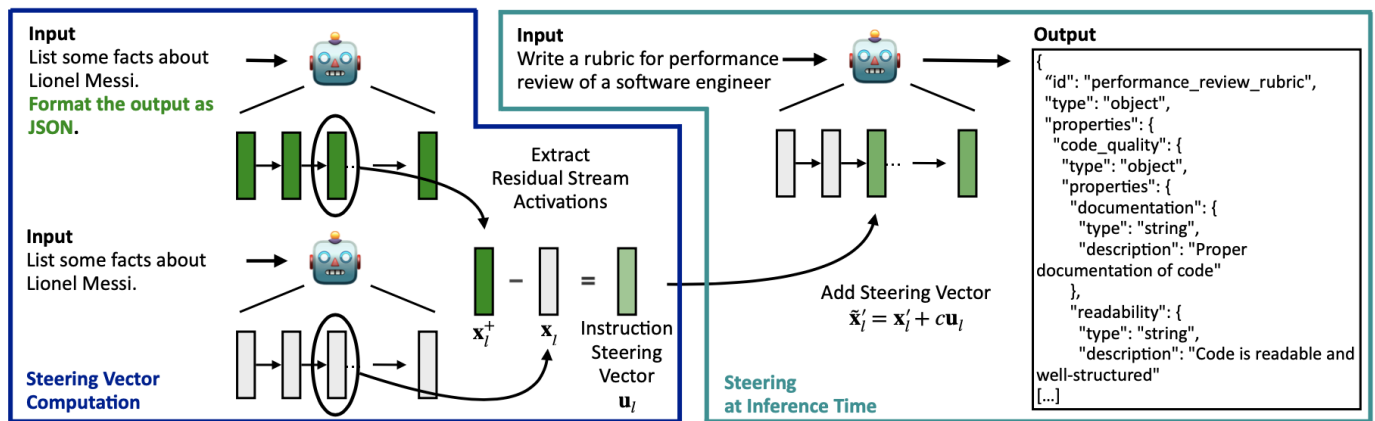 Input
List some facts about
Lionel Messi.
Format the output as
JSON.
Extract
Residual Stream
Activations
Input
List some facts about
Lionel Messi.
x_l^+
−
x_l
=
Instruction
Steering
Vector
u_l
Steering Vector
Computation
Input
Write a rubric for performance
review of a software engineer
Add Steering Vector
x̃′_l = x′_l + cu_l
Steering
at Inference Time
Output
{
"id": "performance_review_rubric",
"type": "object",
"properties": {
"code_quality": {
"type": "object",
"properties": {
"documentation": {
"type": "string",
"description": "Proper
documentation of code"
},
"readability": {
"type": "string",
"description": "Code is readable and
well-structured"
[...]